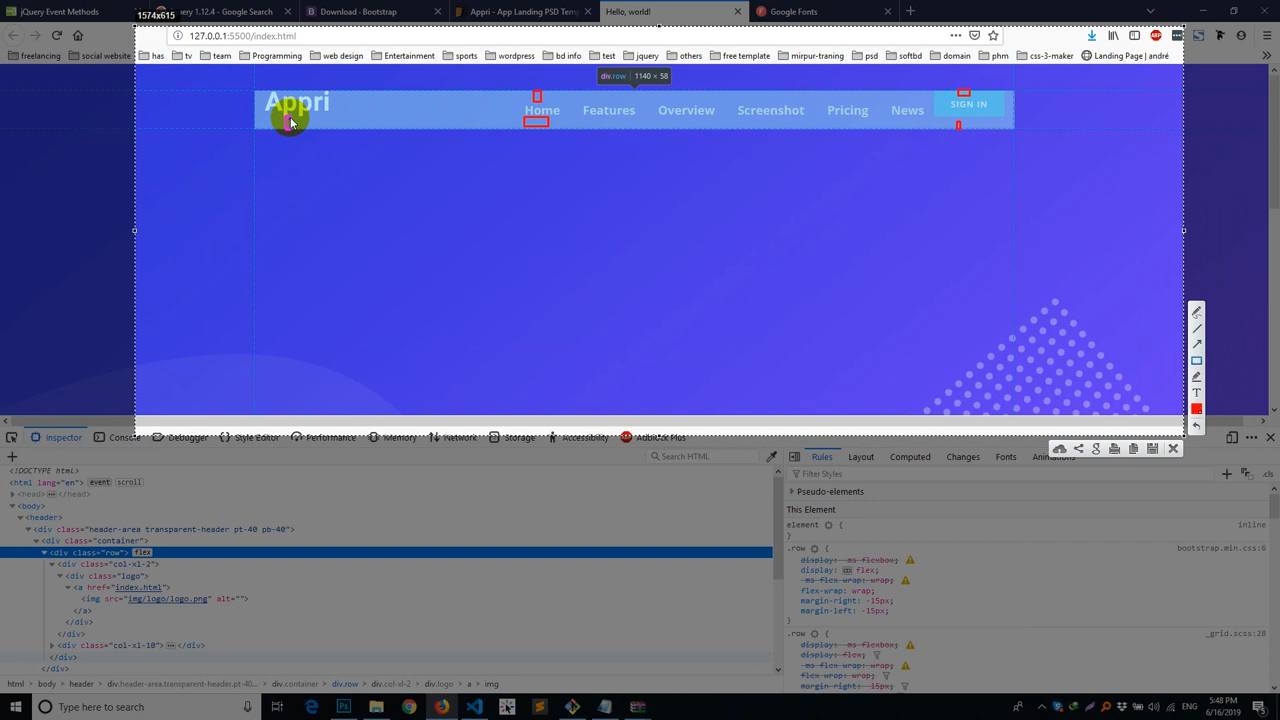 jQuery Event Methods
jQuery 1.12.4 - Google Search
Download · Bootstrap
Appri - App Landing PSD Temp
Hello, world!
Google Fonts
1574x615
127.0.0.1:5500/index.html
freelancing
social website
has
tv
team
Programming
web design
Entertainment
sports
wordpress
bd info
test
jquery
others
free template
mirpur-traning
psd
softbd
domain
phm
css-3-maker
Landing Page | andré
div.row | 1140 × 58
Appri
Home
Features
Overview
Screenshot
Pricing
News
SIGN IN
Inspector
Console
Debugger
Style Editor
Performance
Memory
Network
Storage
Accessibility
Adblock Plus
Search HTML
Rules
Layout
Computed
Changes
Fonts
Animations
Filter Styles
.cls
<!DOCTYPE html>
<html lang="en"> event scroll
<head> </head>
<body>
<header>
<div class="header-area transparent-header pt-40 pb-40">
<div class="container">
<div class="row"> flex
<div class="col-xl-2">
<div class="logo">
<a href="index.html">
<img src="img/logo/logo.png" alt="">
</a>
</div>
</div>
<div class="col-xl-10"> </div>
</div>
</div>
Pseudo-elements
This Element
element { inline
}
.row { bootstrap.min.css:6
display: -ms-flexbox;
display: flex;
-ms-flex-wrap: wrap;
flex-wrap: wrap;
margin-right: -15px;
margin-left: -15px;
}
.row { _grid.scss:28
display: -ms-flexbox;
display: flex;
-ms-flex-wrap: wrap;
flex-wrap: wrap;
margin-right: -15px;
html
body
header
div.header-area.transparent-header.pt-40....
div.container
div.row
div.col-xl-2
div.logo
a
img
Type here to search
ENG
5:48 PM
6/16/2019
5